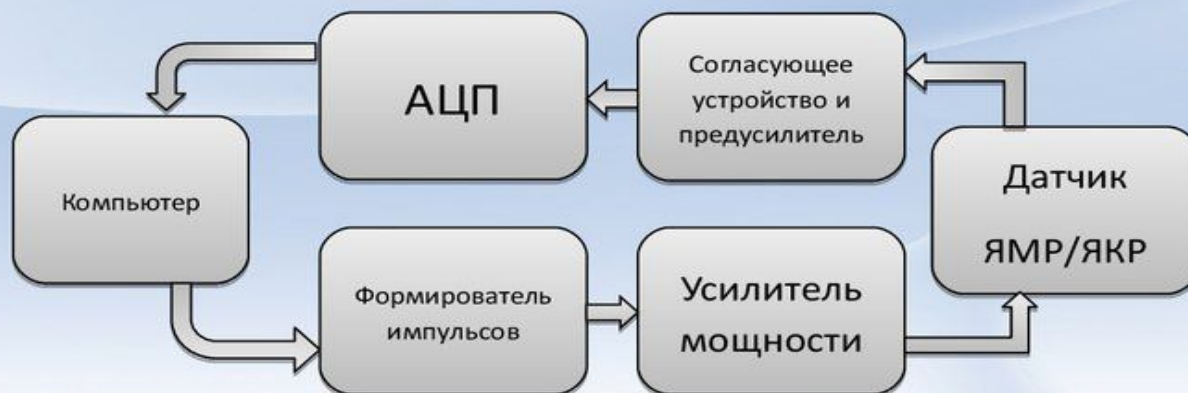 АЦП
Согласующее
устройство и
предусилитель
Компьютер
Датчик
ЯМР/ЯКР
Формирователь
импульсов
Усилитель
мощности